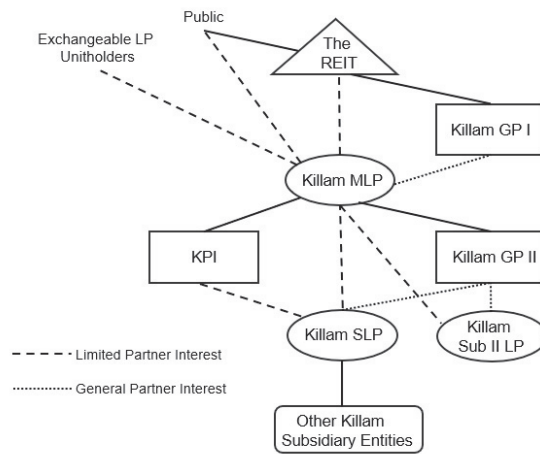 Public
Exchangeable LP
Unitholders
The
REIT
Killam GP I
Killam MLP
KPI
Killam GP II
Killam SLP
Killam
Sub II LP
Limited Partner Interest
General Partner Interest
Other Killam
Subsidiary Entities